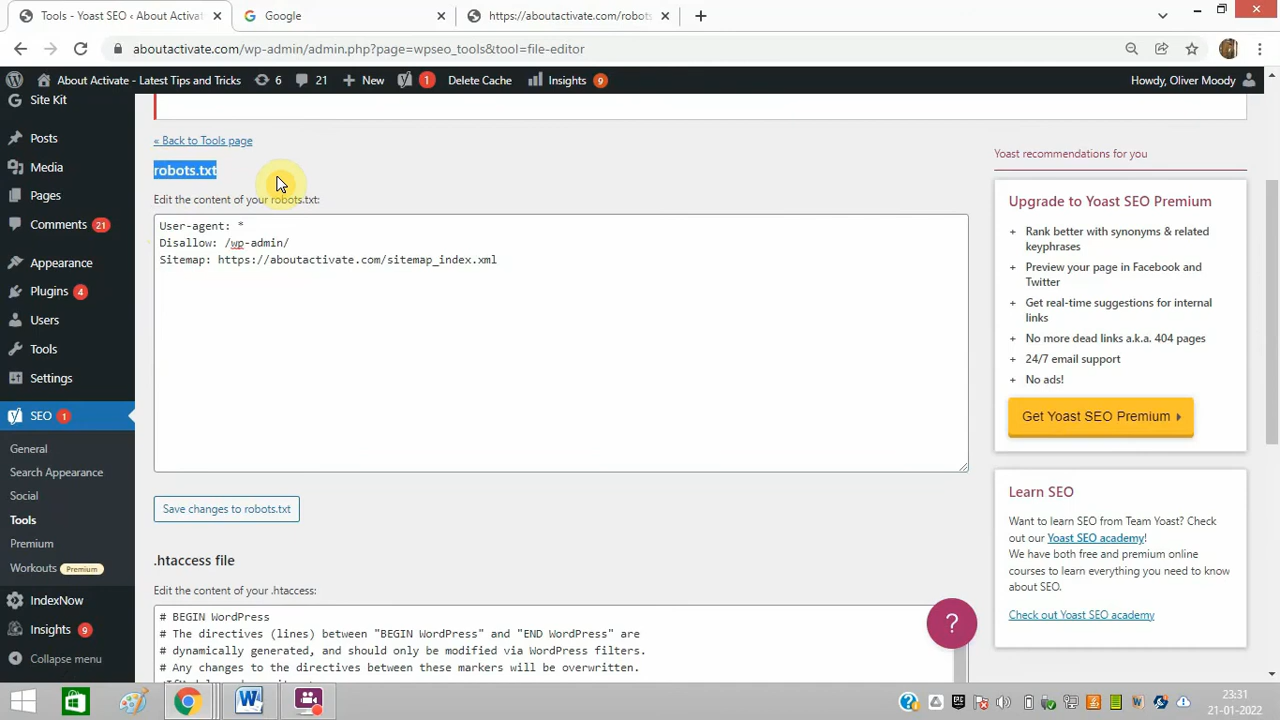 Tools - Yoast SEO ‹ About Activate
Google
https://aboutactivate.com/robots
aboutactivate.com/wp-admin/admin.php?page=wpseo_tools&tool=file-editor
About Activate - Latest Tips and Tricks
6
21
New
1
Delete Cache
Insights
9
Howdy, Oliver Moody
Site Kit
Posts
Media
Pages
Comments 21
Appearance
Plugins 4
Users
Tools
Settings
SEO 1
General
Search Appearance
Social
Tools
Premium
Workouts Premium
IndexNow
Insights 9
Collapse menu
« Back to Tools page
robots.txt
Edit the content of your robots.txt:
User-agent: *
Disallow: /wp-admin/
Sitemap: https://aboutactivate.com/sitemap_index.xml
Save changes to robots.txt
.htaccess file
Edit the content of your .htaccess:
# BEGIN WordPress
# The directives (lines) between "BEGIN WordPress" and "END WordPress" are
# dynamically generated, and should only be modified via WordPress filters.
# Any changes to the directives between these markers will be overwritten.
Yoast recommendations for you
Upgrade to Yoast SEO Premium
+ Rank better with synonyms & related
keyphrases
+ Preview your page in Facebook and
Twitter
+ Get real-time suggestions for internal
links
+ No more dead links a.k.a. 404 pages
+ 24/7 email support
+ No ads!
Get Yoast SEO Premium
Learn SEO
Want to learn SEO from Team Yoast? Check
out our Yoast SEO academy!
We have both free and premium online
courses to learn everything you need to know
about SEO.
Check out Yoast SEO academy
?
23:31
21-01-2022